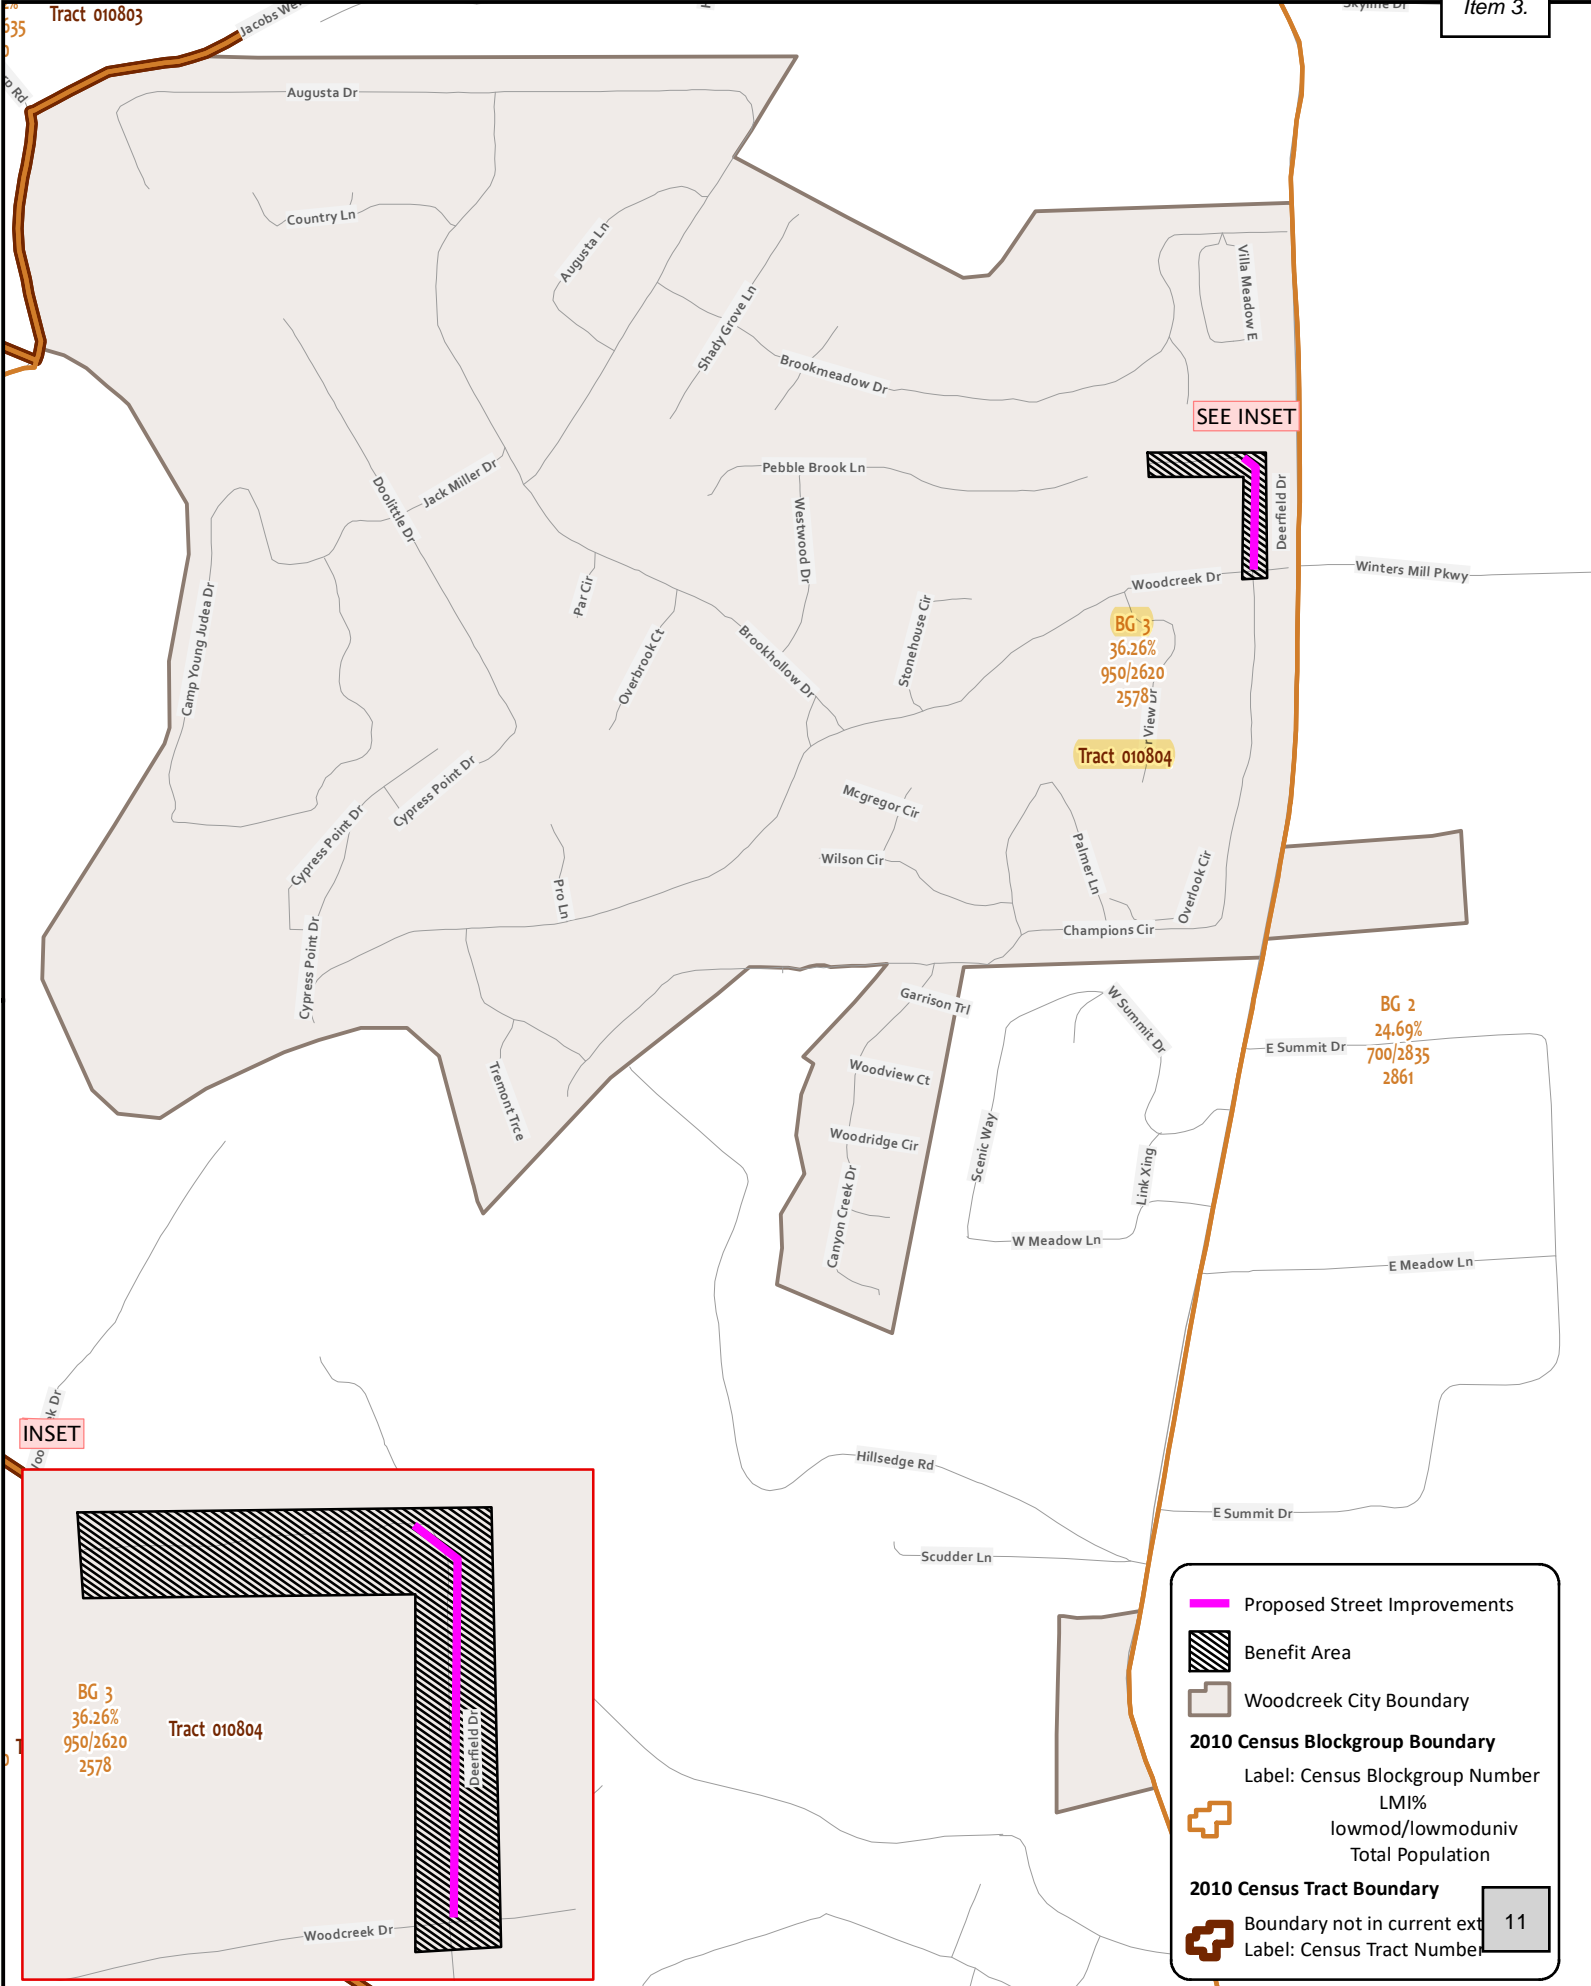 Item 3.
Tract 010803
635
Augusta Dr
Country Ln
Augusta Ln
Shady Grove Ln
Brookmeadow Dr
Villa Meadow E
SEE INSET
Pebble Brook Ln
Jack Miller Dr
Doolittle Dr
Westwood Dr
Deerfield Dr
Winters Mill Pkwy
Woodcreek Dr
Camp Young Judea Dr
Par Cir
Overbrook Ct
Brookhollow Dr
Stonehouse Cir
BG 3
36.26%
950/2620
2578
View Dr
Tract 010804
Cypress Point Dr
Cypress Point Dr
Cypress Point Dr
Mcgregor Cir
Wilson Cir
Palmer Ln
Overlook Cir
Pro Ln
Champions Cir
Garrison Trl
W Summit Dr
BG 2
24.69%
700/2835
2861
E Summit Dr
Tremont Trce
Woodview Ct
Woodridge Cir
Scenic Way
Link Xing
Canyon Creek Dr
W Meadow Ln
E Meadow Ln
Hillsedge Rd
E Summit Dr
Scudder Ln
INSET
BG 3
36.26%
950/2620
2578
Tract 010804
Deerfield Dr
Woodcreek Dr
Proposed Street Improvements
Benefit Area
Woodcreek City Boundary
2010 Census Blockgroup Boundary
Label: Census Blockgroup Number
LMI%
lowmod/lowmoduniv
Total Population
2010 Census Tract Boundary
Boundary not in current ext
Label: Census Tract Number
11